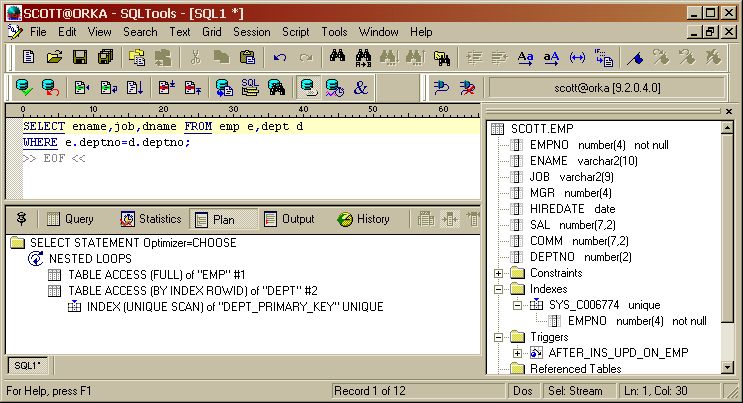 SCOTT@ORKA - SQLTools - [SQL1 *]
File Edit View Search Text Grid Session Script Tools Window Help
A→B
Aa aA (↔) IF..
SQL &
scott@orka [9.2.0.4.0]
0 10 20 30 40 50 60
SELECT ename,job,dname FROM emp e,dept d
WHERE e.deptno=d.deptno;
>> EOF <<
Query Statistics Plan Output History
SELECT STATEMENT Optimizer=CHOOSE
NESTED LOOPS
TABLE ACCESS (FULL) of "EMP" #1
TABLE ACCESS (BY INDEX ROWID) of "DEPT" #2
INDEX (UNIQUE SCAN) of "DEPT_PRIMARY_KEY" UNIQUE
SQL1*
SCOTT.EMP
EMPNO number(4) not null
ENAME varchar2(10)
JOB varchar2(9)
MGR number(4)
HIREDATE date
SAL number(7,2)
COMM number(7,2)
DEPTNO number(2)
Constraints
Indexes
SYS_C006774 unique
EMPNO number(4) not null
Triggers
AFTER_INS_UPD_ON_EMP
Referenced Tables
For Help, press F1 Record 1 of 12 Dos Sel: Stream Ln: 1, Col: 30